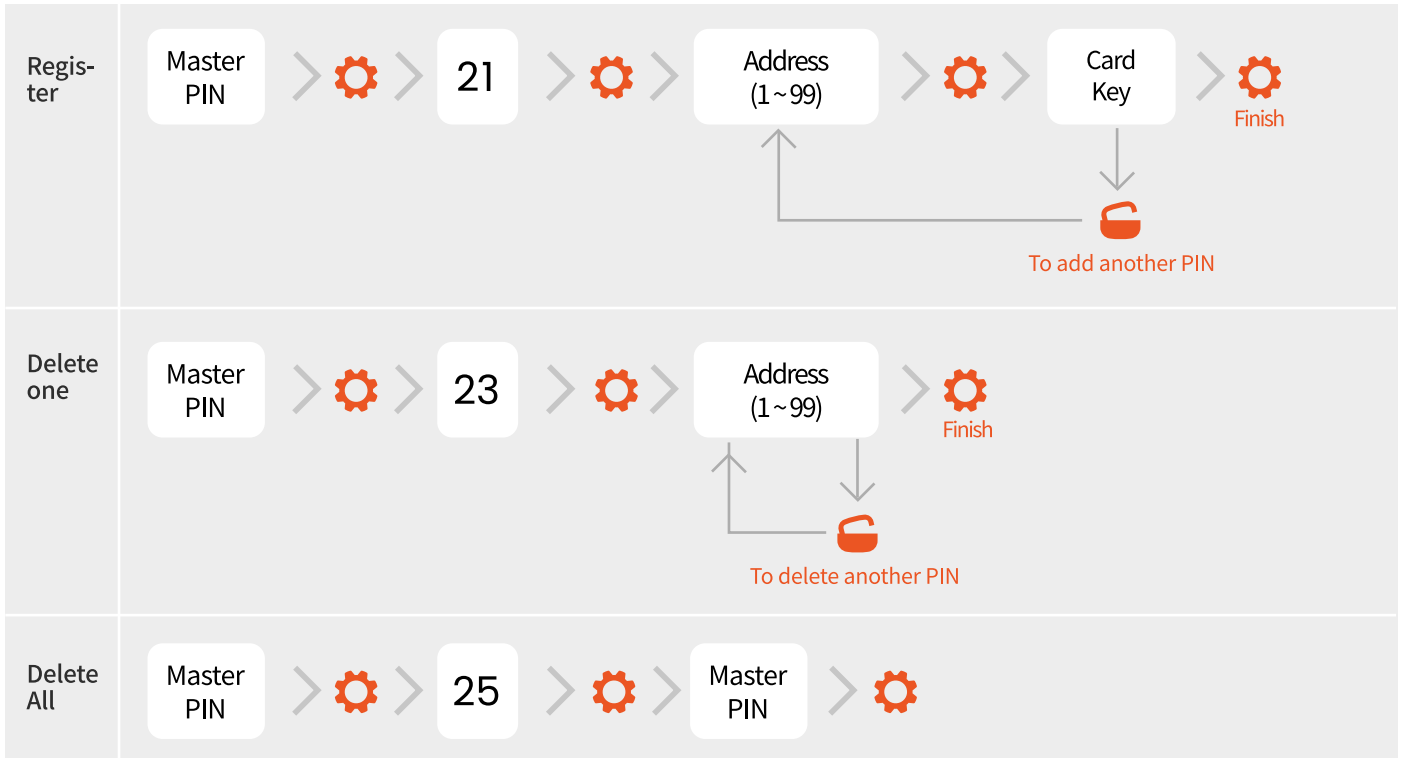 Regis-
ter
Master
PIN
21
Address
(1~99)
Card
Key
Finish
To add another PIN
Delete
one
Master
PIN
23
Address
(1~99)
Finish
To delete another PIN
Delete
All
Master
PIN
25
Master
PIN